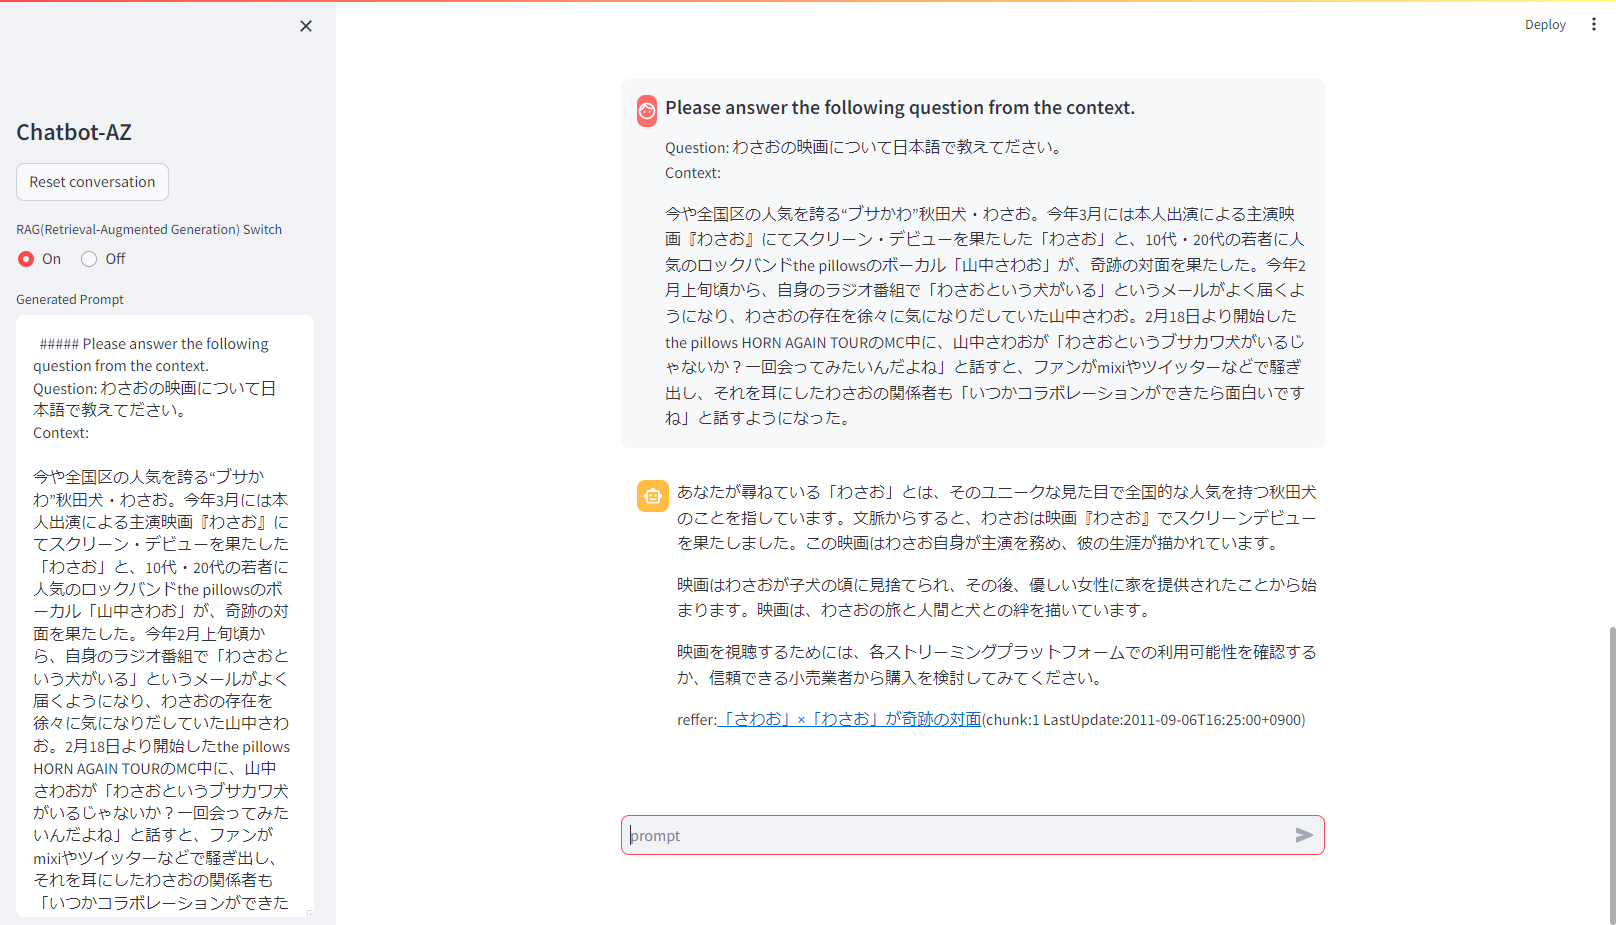 Deploy
Chatbot-AZ
Reset conversation
RAG(Retrieval-Augmented Generation) Switch
On
Off
Generated Prompt
##### Please answer the following
question from the context.
Question: わさおの映画について日
本語で教えてださい。
Context:
今や全国区の人気を誇る“ブサか
わ”秋田犬・わさお。今年3月には本
人出演による主演映画『わさお』に
てスクリーン・デビューを果たした
「わさお」と、10代・20代の若者に
人気のロックバンドthe pillowsのボ
ーカル「山中さわお」が、奇跡の対
面を果たした。今年2月上旬頃か
ら、自身のラジオ番組で「わさおと
いう犬がいる」というメールがよく
届くようになり、わさおの存在を
徐々に気になりだしていた山中さわ
お。2月18日より開始したthe pillows
HORN AGAIN TOURのMC中に、山中
さわおが「わさおというブサカワ犬
がいるじゃないか？一回会ってみた
いんだよね」と話すと、ファンが
mixiやツイッターなどで騒ぎ出し、
それを耳にしたわさおの関係者も
「いつかコラボレーションができた
Please answer the following question from the context.
Question: わさおの映画について日本語で教えてださい。
Context:
今や全国区の人気を誇る“ブサかわ”秋田犬・わさお。今年3月には本人出演による主演映
画『わさお』にてスクリーン・デビューを果たした「わさお」と、10代・20代の若者に人
気のロックバンドthe pillowsのボーカル「山中さわお」が、奇跡の対面を果たした。今年2
月上旬頃から、自身のラジオ番組で「わさおという犬がいる」というメールがよく届くよ
うになり、わさおの存在を徐々に気になりだしていた山中さわお。2月18日より開始した
the pillows HORN AGAIN TOURのMC中に、山中さわおが「わさおというブサカワ犬がいるじ
ゃないか？一回会ってみたいんだよね」と話すと、ファンがmixiやツイッターなどで騒ぎ
出し、それを耳にしたわさおの関係者も「いつかコラボレーションができたら面白いです
ね」と話すようになった。
あなたが尋ねている「わさお」とは、そのユニークな見た目で全国的な人気を持つ秋田犬
のことを指しています。文脈からすると、わさおは映画『わさお』でスクリーンデビュー
を果たしました。この映画はわさお自身が主演を務め、彼の生涯が描かれています。
映画はわさおが子犬の頃に見捨てられ、その後、優しい女性に家を提供されたことから始
まります。映画は、わさおの旅と人間と犬との絆を描いています。
映画を視聴するためには、各ストリーミングプラットフォームでの利用可能性を確認する
か、信頼できる小売業者から購入を検討してみてください。
reffer:「さわお」×「わさお」が奇跡の対面(chunk:1 LastUpdate:2011-09-06T16:25:00+0900)
prompt